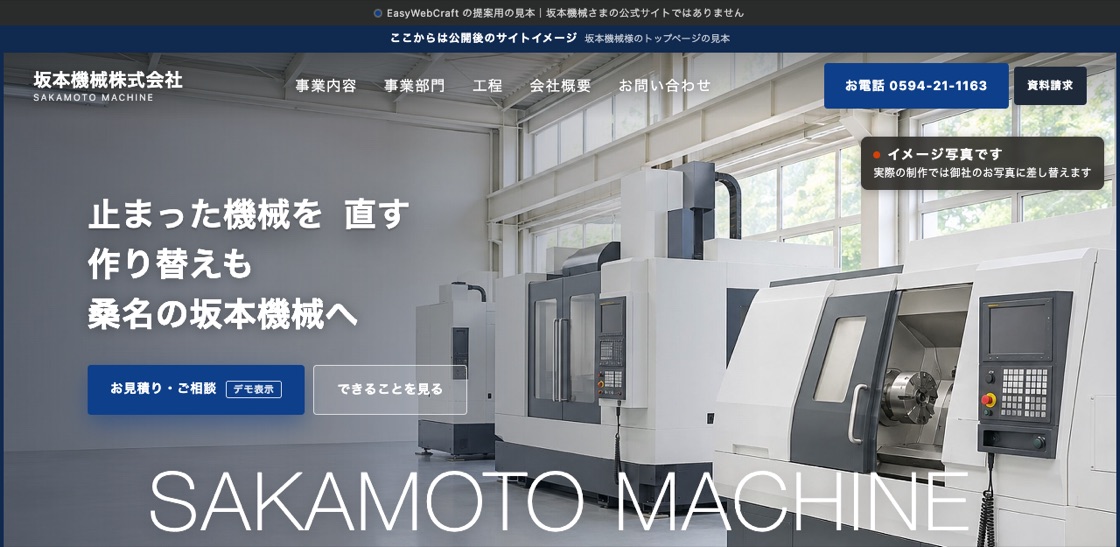 EasyWebCraft の提案用の見本｜坂本機械さまの公式サイトではありません
ここからは公開後のサイトイメージ 坂本機械様のトップページの見本
坂本機械株式会社
SAKAMOTO MACHINE
事業内容 事業部門 工程 会社概要 お問い合わせ
お電話 0594-21-1163
資料請求
イメージ写真です
実際の制作では御社のお写真に差し替えます
止まった機械を 直す
作り替えも
桑名の坂本機械へ
お見積り・ご相談 デモ表示
できることを見る
SAKAMOTO MACHINE